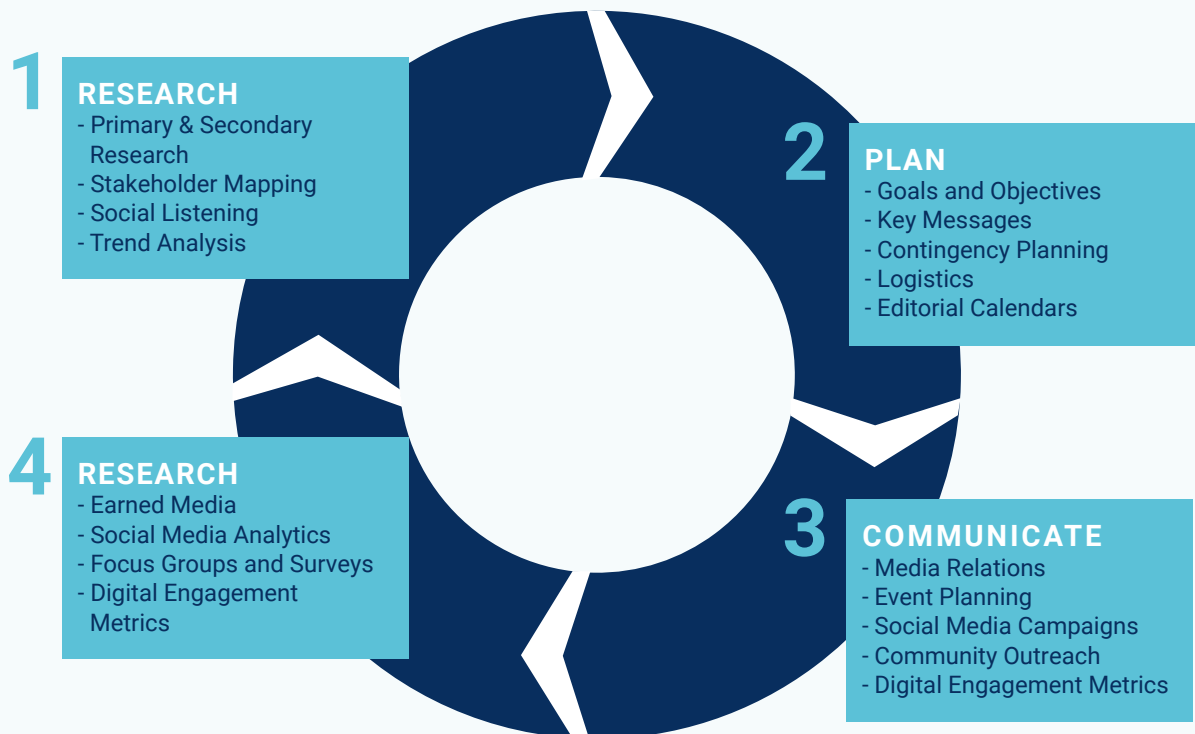 1
RESEARCH
- Primary & Secondary
Research
- Stakeholder Mapping
- Social Listening
- Trend Analysis
2
PLAN
- Goals and Objectives
- Key Messages
- Contingency Planning
- Logistics
- Editorial Calendars
3
COMMUNICATE
- Media Relations
- Event Planning
- Social Media Campaigns
- Community Outreach
- Digital Engagement Metrics
4
RESEARCH
- Earned Media
- Social Media Analytics
- Focus Groups and Surveys
- Digital Engagement
Metrics